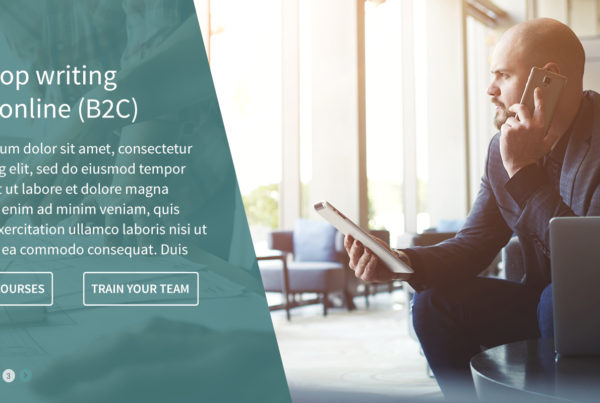 op writing
online (B2C)
um dolor sit amet, consectetur
g elit, sed do eiusmod tempor
t ut labore et dolore magna
enim ad minim veniam, quis
xercitation ullamco laboris nisi ut
ea commodo consequat. Duis
OURSES
TRAIN YOUR TEAM
3